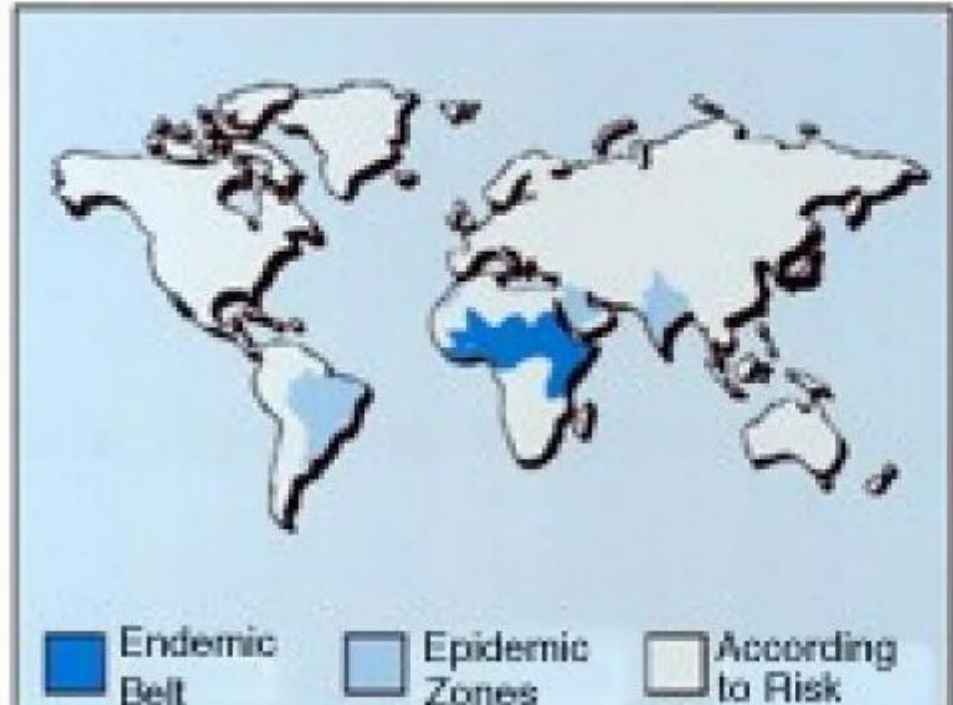 Endemic
Belt
Epidemic
Zones
According
to Risk